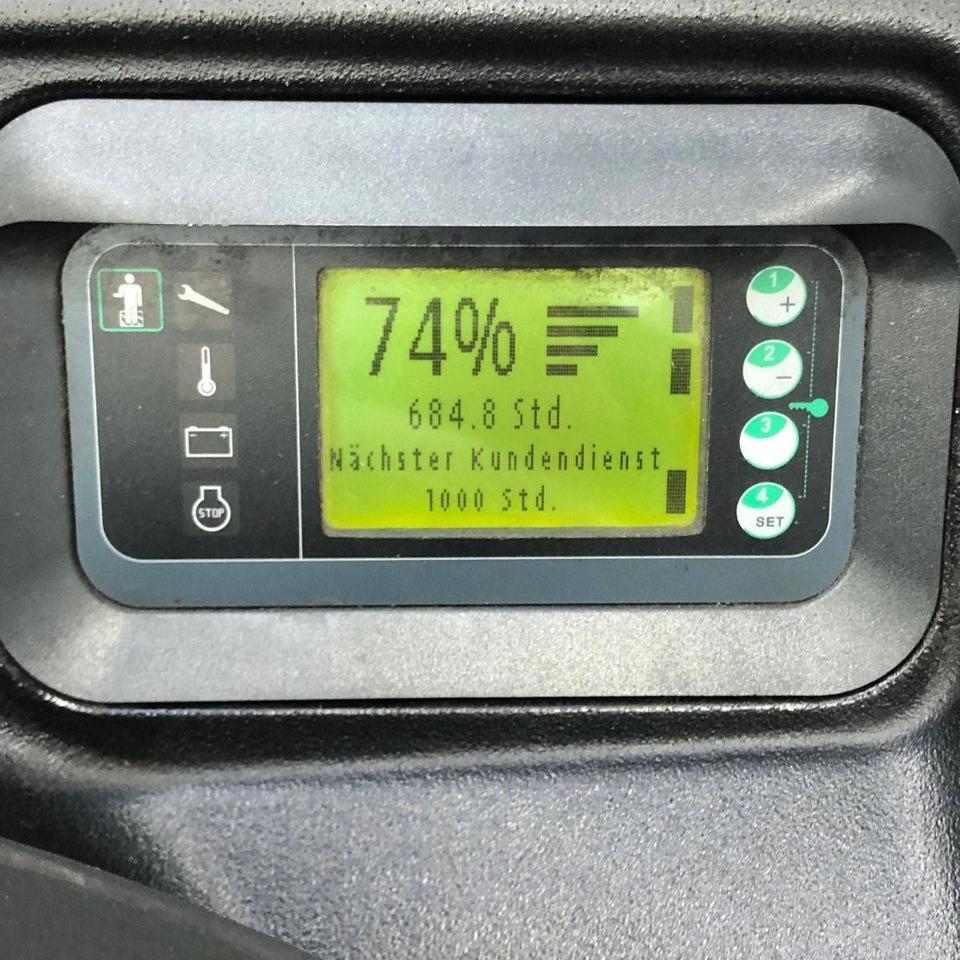 74%
684.8 Std.
Nächster Kundendienst
1000 Std.
STOP
1
+
2
−
3
4
SET